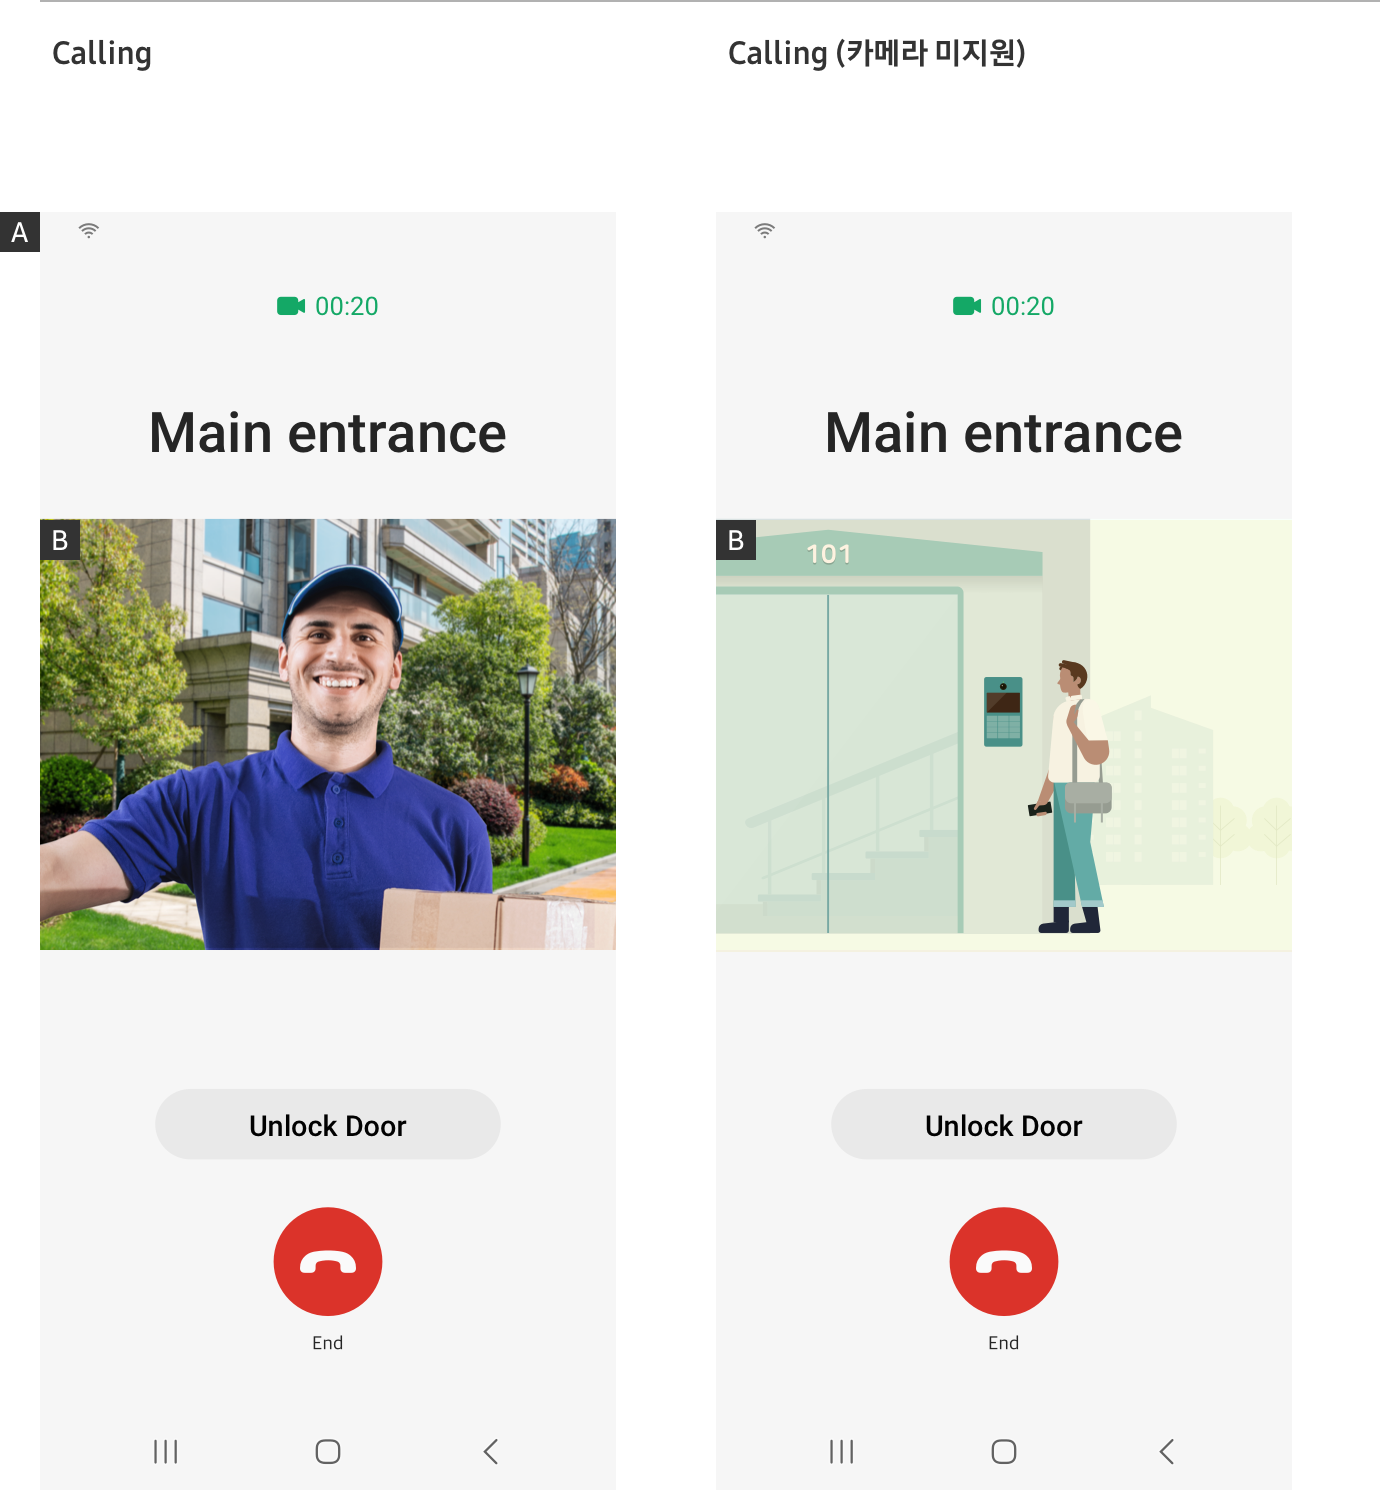 Calling
Calling (카메라 미지원)
A
00:20
00:20
Main entrance
Main entrance
B
B
101
Unlock Door
Unlock Door
End
End